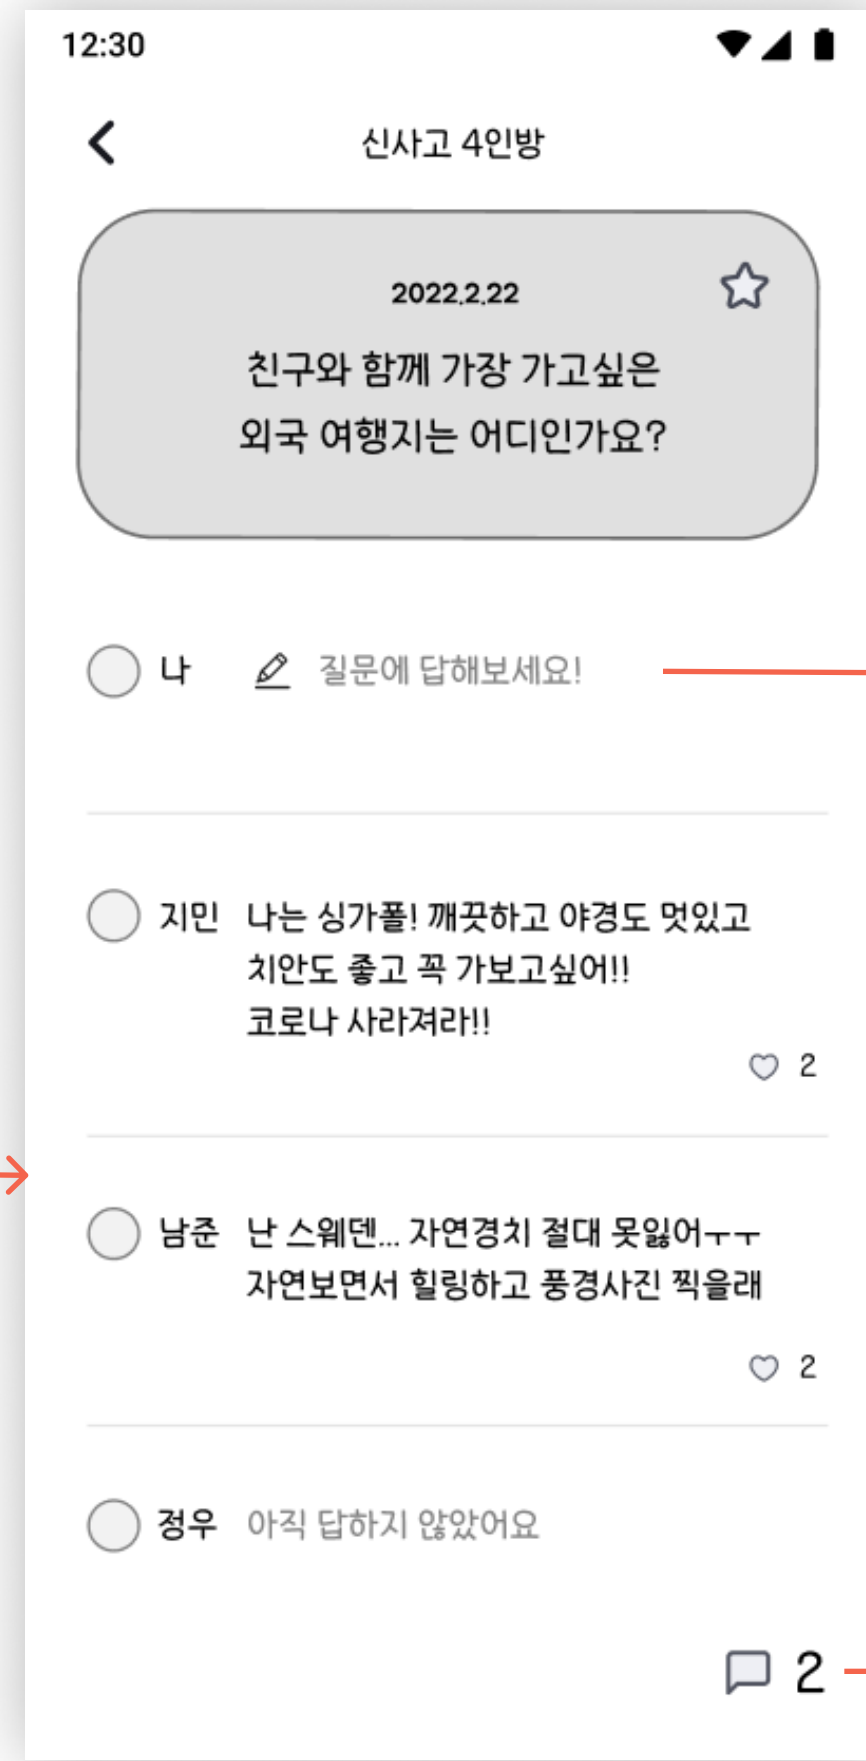 12:30
신사고 4인방
2022.2.22
친구와 함께 가장 가고싶은
외국 여행지는 어디인가요?
나 질문에 답해보세요!
지민 나는 싱가폴! 깨끗하고 야경도 멋있고
치안도 좋고 꼭 가보고싶어!!
코로나 사라져라!!
2
남준 난 스웨덴... 자연경치 절대 못잃어ㅜㅜ
자연보면서 힐링하고 풍경사진 찍을래
2
정우 아직 답하지 않았어요
2